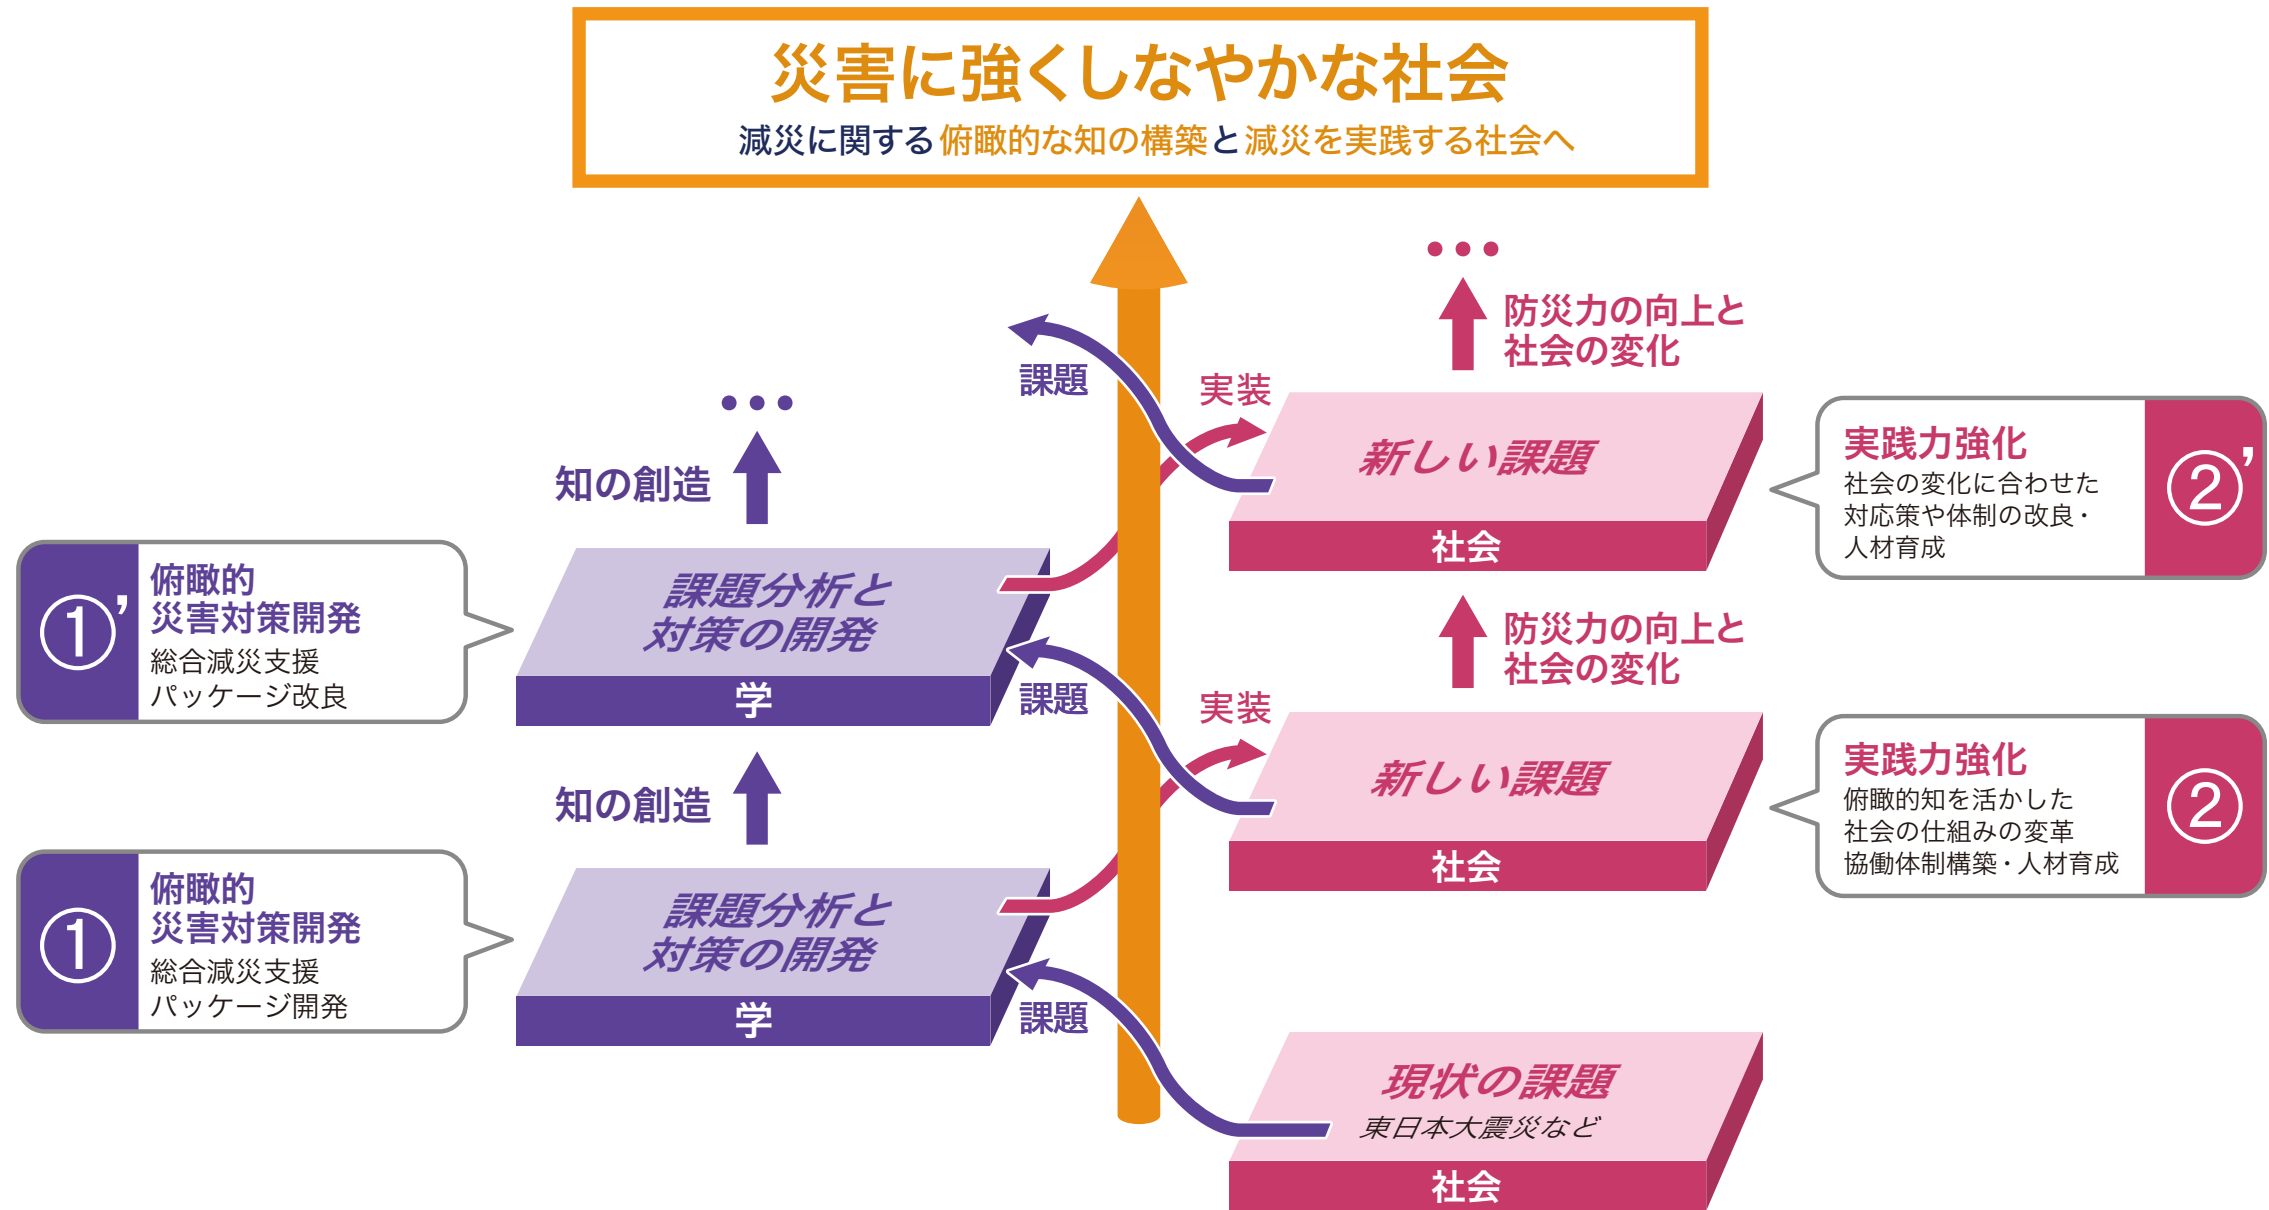 災害に強くしなやかな社会
減災に関する俯瞰的な知の構築と減災を実践する社会へ
•••
防災力の向上と
社会の変化
課題
実装
•••
知の創造
新しい課題
社会
実践力強化
社会の変化に合わせた
対応策や体制の改良・
人材育成
②’
①’
俯瞰的
災害対策開発
総合減災支援
パッケージ改良
課題分析と
対策の開発
学
防災力の向上と
社会の変化
課題
実装
知の創造
新しい課題
社会
実践力強化
俯瞰的知を活かした
社会の仕組みの変革
協働体制構築・人材育成
②
①
俯瞰的
災害対策開発
総合減災支援
パッケージ開発
課題分析と
対策の開発
学
課題
現状の課題
東日本大震災など
社会